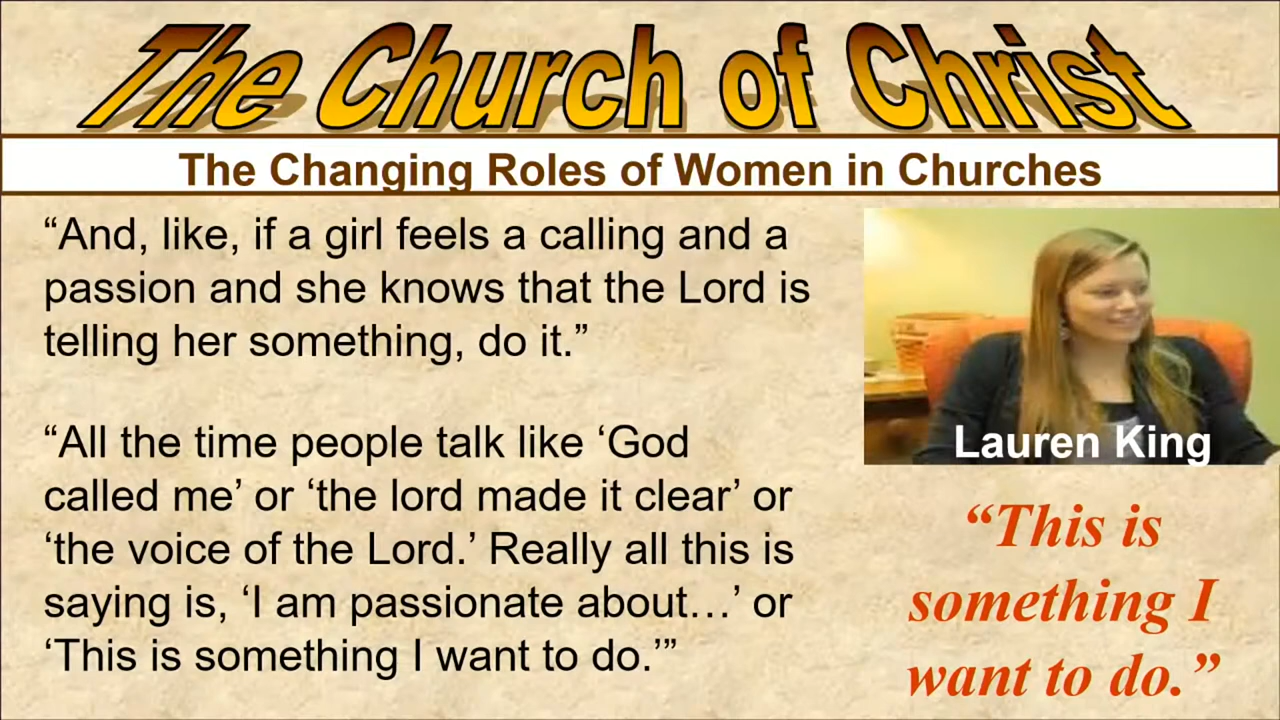 The Church of Christ
The Changing Roles of Women in Churches
“And, like, if a girl feels a calling and a
passion and she knows that the Lord is
telling her something, do it.”
“All the time people talk like ‘God
called me’ or ‘the lord made it clear’ or
‘the voice of the Lord.’ Really all this is
saying is, ‘I am passionate about…’ or
‘This is something I want to do.’”
Lauren King
“This is
something I
want to do.”